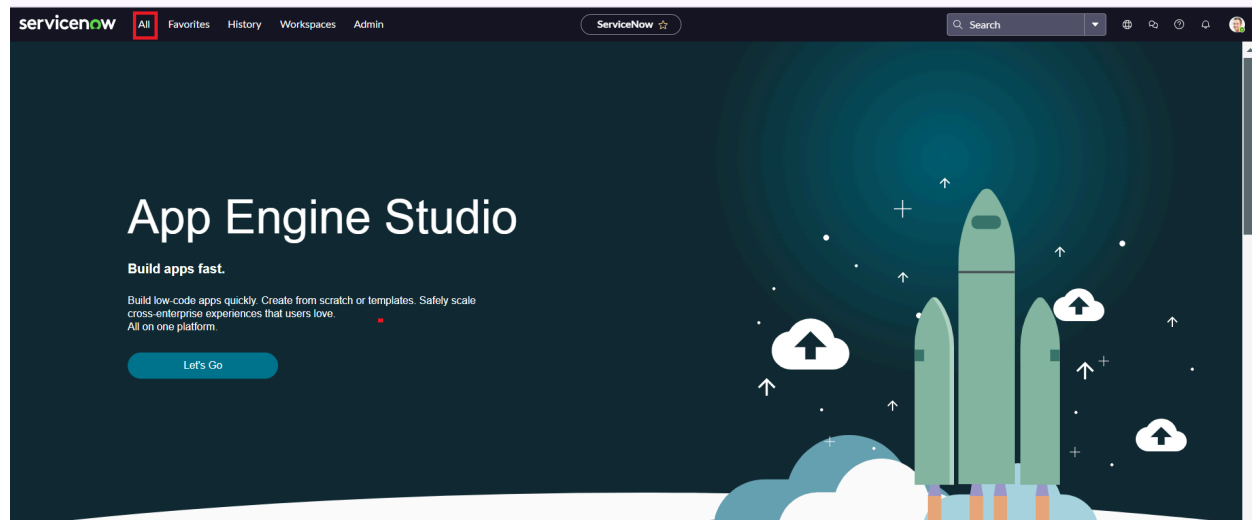 servicenow All Favorites History Workspaces Admin ServiceNow Search
App Engine Studio
Build apps fast.
Build low-code apps quickly. Create from scratch or templates. Safely scale
cross-enterprise experiences that users love.
All on one platform.
Let's Go